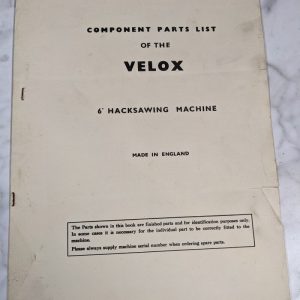 COMPONENT PARTS LIST
OF THE
VELOX
6" HACKSAWING MACHINE
MADE IN ENGLAND
The Parts shown in this book are finished parts and for identification purposes only.
In some cases it is necessary for the individual part to be correctly fitted to the
machine.
Please always supply machine serial number when ordering spare parts.